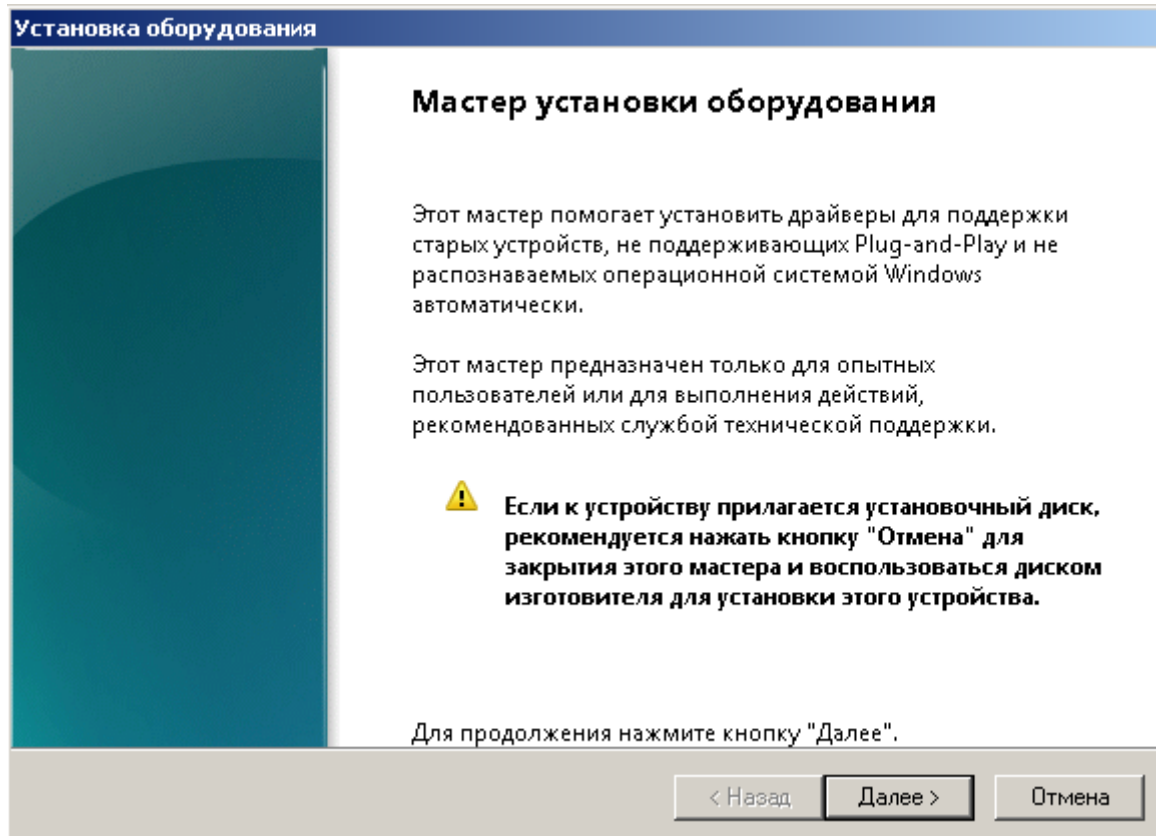 Установка оборудования
Мастер установки оборудования
Этот мастер помогает установить драйверы для поддержки
старых устройств, не поддерживающих Plug-and-Play и не
распознаваемых операционной системой Windows
автоматически.
Этот мастер предназначен только для опытных
пользователей или для выполнения действий,
рекомендованных службой технической поддержки.
Если к устройству прилагается установочный диск,
рекомендуется нажать кнопку "Отмена" для
закрытия этого мастера и воспользоваться диском
изготовителя для установки этого устройства.
Для продолжения нажмите кнопку "Далее".
< Назад Далее > Отмена